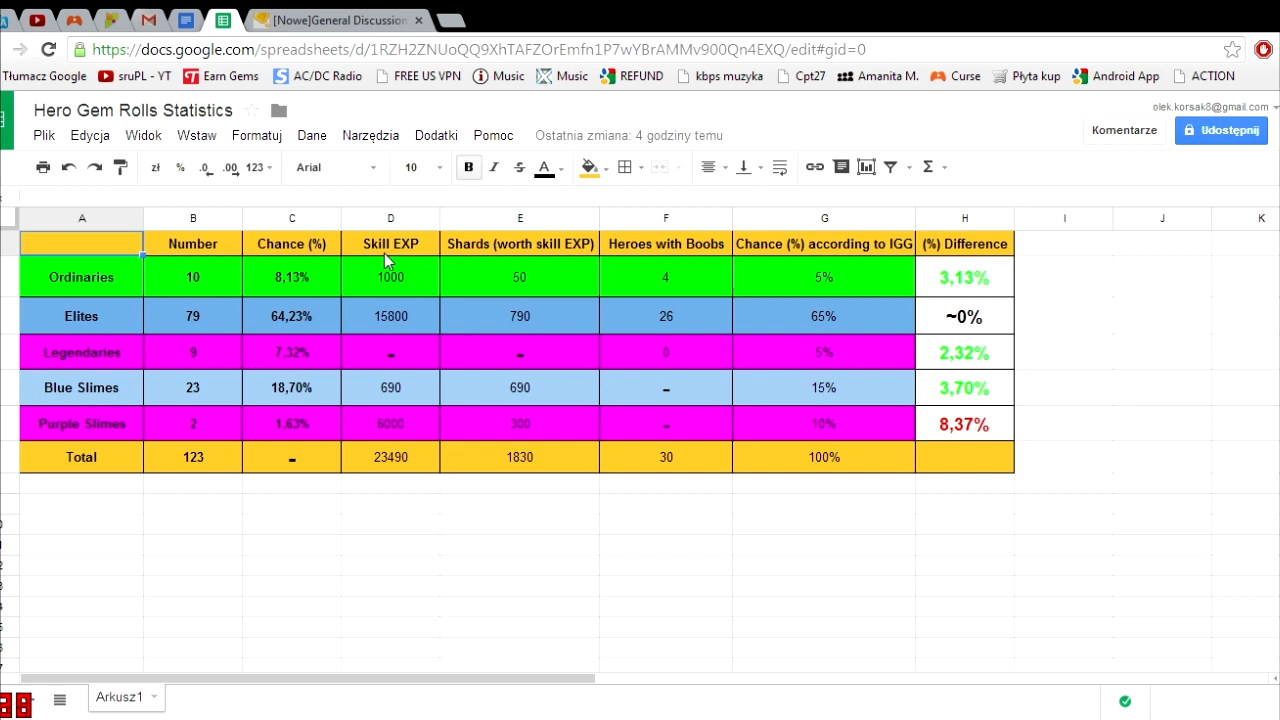 [Nowe]General Discussion
https://docs.google.com/spreadsheets/d/1RZH2ZNUoQQ9XhTAFZOrEmfn1P7wYBrAMMv900Qn4EXQ/edit#gid=0
Tłumacz Google sruPL - YT Earn Gems AC/DC Radio FREE US VPN Music Music REFUND kbps muzyka Cpt27 Amanita M. Curse Płyta kup Android App ACTION
Hero Gem Rolls Statistics
olek.korsak8@gmail.com
Plik Edycja Widok Wstaw Formatuj Dane Narzędzia Dodatki Pomoc Ostatnia zmiana: 4 godziny temu
Komentarze Udostępnij
zł % .0 .00 123 Arial 10 B I S A Σ
A B C D E F G H I J K
Number Chance (%) Skill EXP Shards (worth skill EXP) Heroes with Boobs Chance (%) according to IGG (%) Difference
Ordinaries 10 8,13% 1000 50 4 5% 3,13%
Elites 79 64,23% 15800 790 26 65% ~0%
Legendaries 9 7,32% - - 0 5% 2,32%
Blue Slimes 23 18,70% 690 690 - 15% 3,70%
Purple Slimes 2 1,63% 6000 300 - 10% 8,37%
Total 123 - 23490 1830 30 100%
Arkusz1